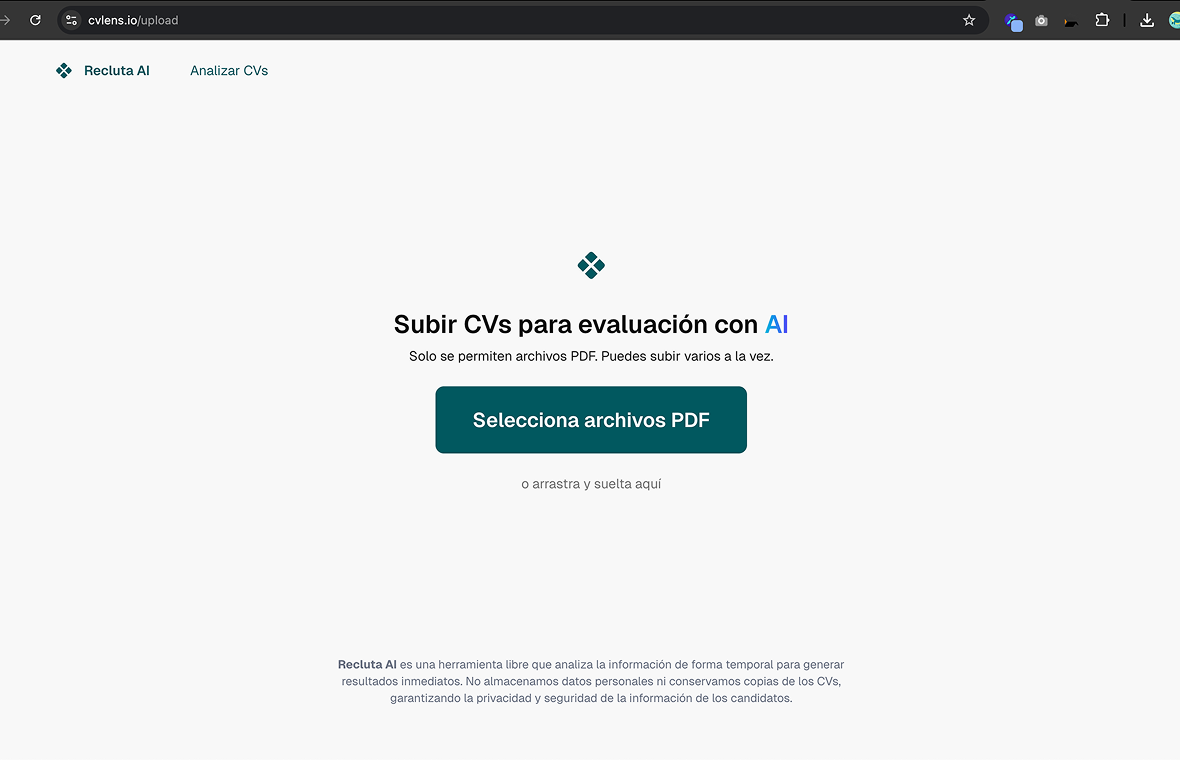 cvlens.io/upload
Recluta AI
Analizar CVs
Subir CVs para evaluación con AI
Solo se permiten archivos PDF. Puedes subir varios a la vez.
Selecciona archivos PDF
o arrastra y suelta aquí
Recluta AI es una herramienta libre que analiza la información de forma temporal para generar
resultados inmediatos. No almacenamos datos personales ni conservamos copias de los CVs,
garantizando la privacidad y seguridad de la información de los candidatos.